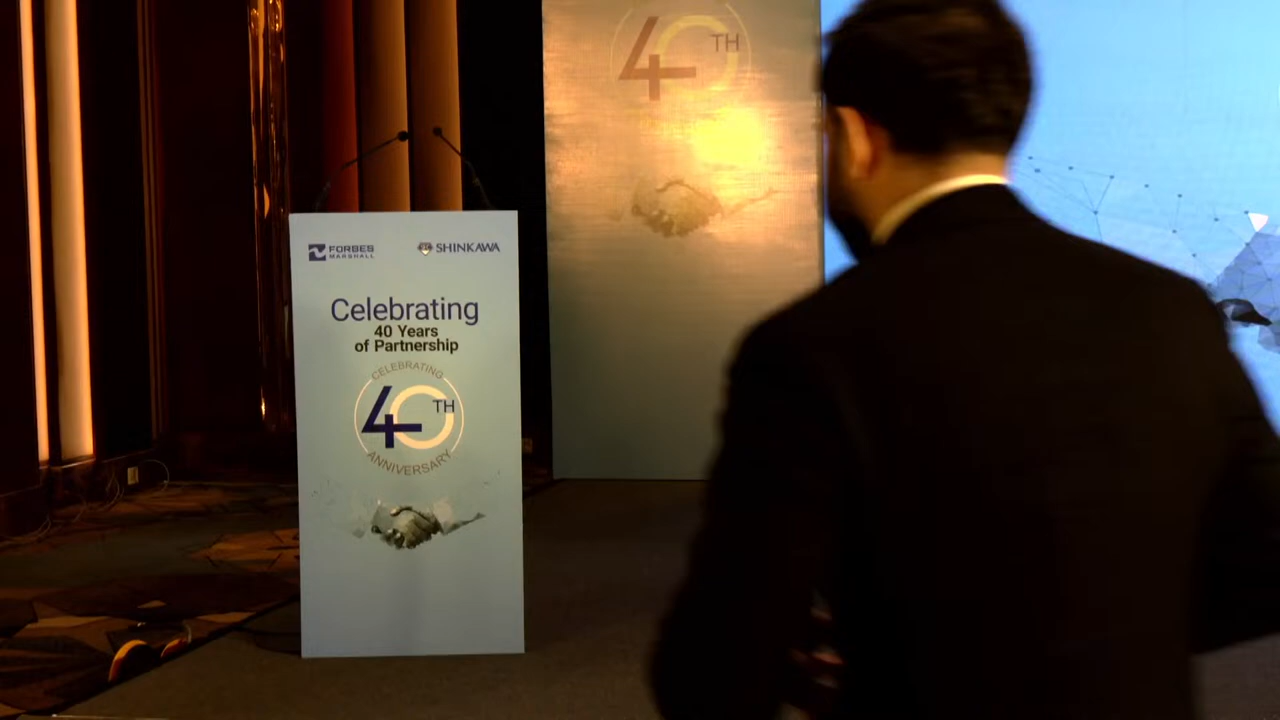 FORBES
MARSHALL
SHINKAWA
Celebrating
40 Years
of Partnership
CELEBRATING
40TH
ANNIVERSARY
40TH